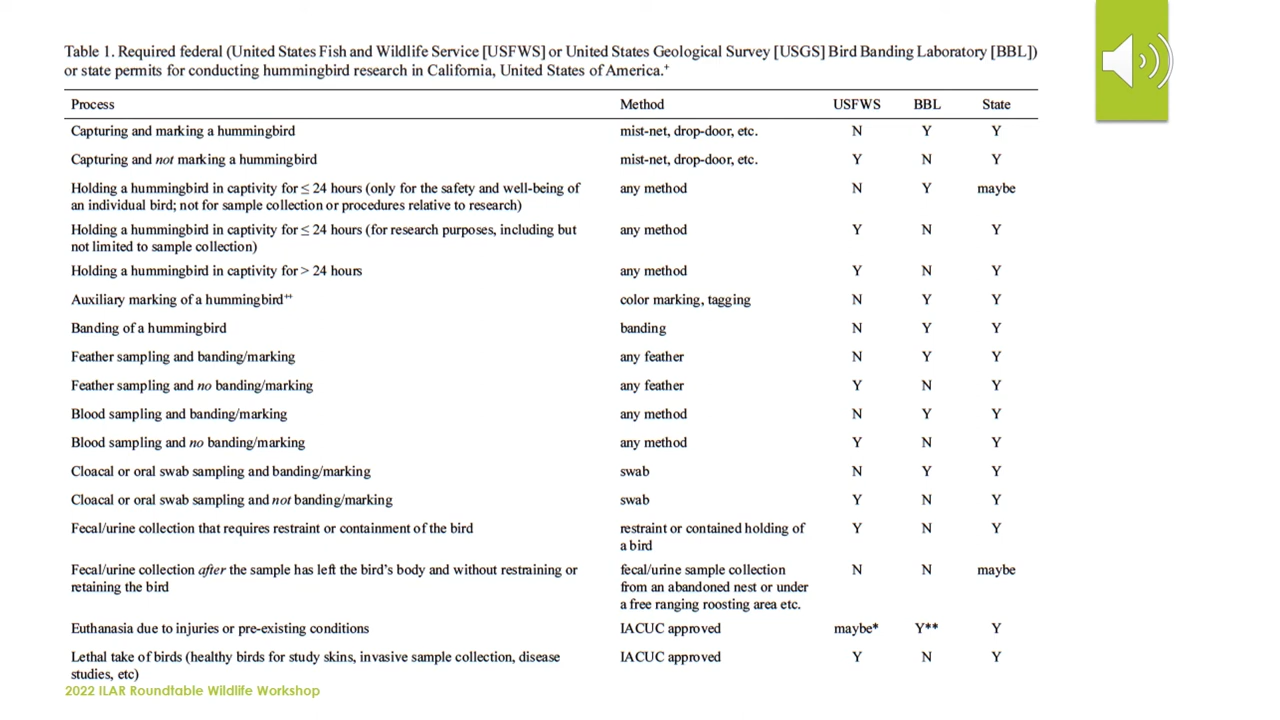 Table 1. Required federal (United States Fish and Wildlife Service [USFWS] or United States Geological Survey [USGS] Bird Banding Laboratory [BBL])
or state permits for conducting hummingbird research in California, United States of America.⁺
Process Method USFWS BBL State
Capturing and marking a hummingbird mist-net, drop-door, etc. N Y Y
Capturing and not marking a hummingbird mist-net, drop-door, etc. Y N Y
Holding a hummingbird in captivity for ≤ 24 hours (only for the safety and well-being of any method N Y maybe
an individual bird; not for sample collection or procedures relative to research)
Holding a hummingbird in captivity for ≤ 24 hours (for research purposes, including but any method Y N Y
not limited to sample collection)
Holding a hummingbird in captivity for > 24 hours any method Y N Y
Auxiliary marking of a hummingbird⁺⁺ color marking, tagging N Y Y
Banding of a hummingbird banding N Y Y
Feather sampling and banding/marking any feather N Y Y
Feather sampling and no banding/marking any feather Y N Y
Blood sampling and banding/marking any method N Y Y
Blood sampling and no banding/marking any method Y N Y
Cloacal or oral swab sampling and banding/marking swab N Y Y
Cloacal or oral swab sampling and not banding/marking swab Y N Y
Fecal/urine collection that requires restraint or containment of the bird restraint or contained holding of Y N Y
a bird
Fecal/urine collection after the sample has left the bird's body and without restraining or fecal/urine sample collection N N maybe
retaining the bird from an abandoned nest or under
a free ranging roosting area etc.
Euthanasia due to injuries or pre-existing conditions IACUC approved maybe* Y** Y
Lethal take of birds (healthy birds for study skins, invasive sample collection, disease IACUC approved Y N Y
studies, etc)
2022 ILAR Roundtable Wildlife Workshop